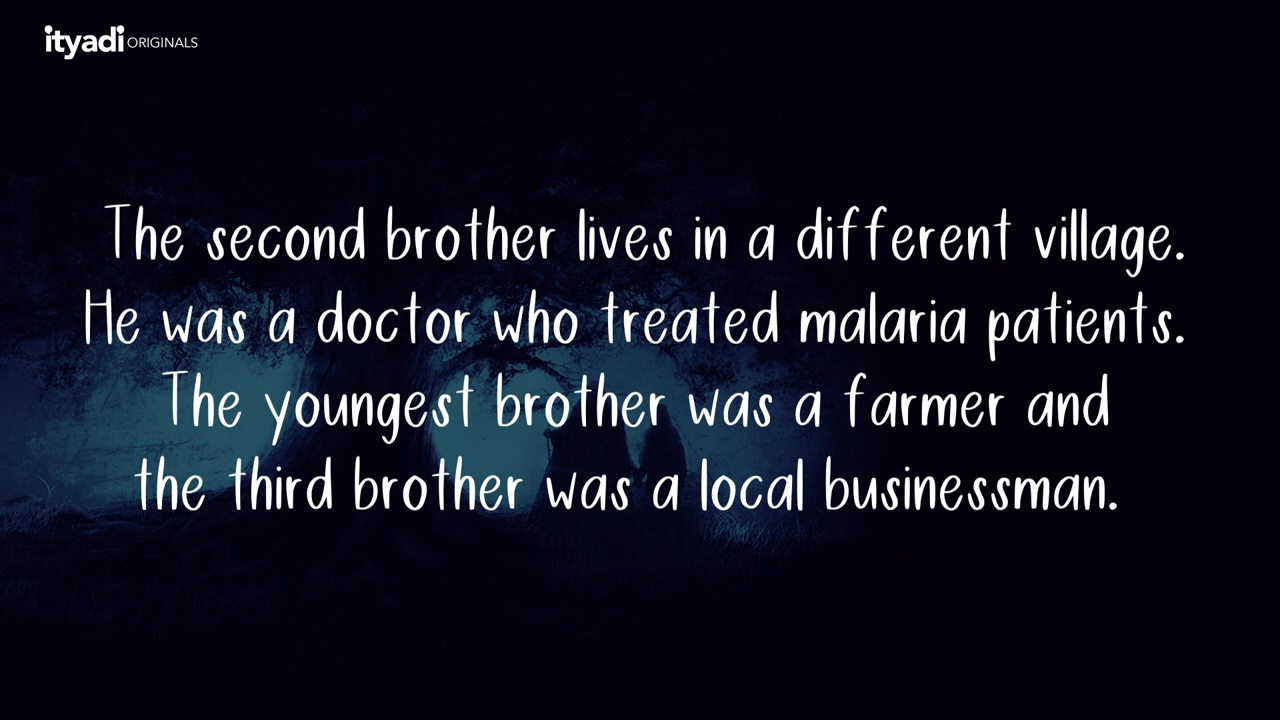 ityadi ORIGINALS
The second brother lives in a different village.
He was a doctor who treated malaria patients.
The youngest brother was a farmer and
the third brother was a local businessman.